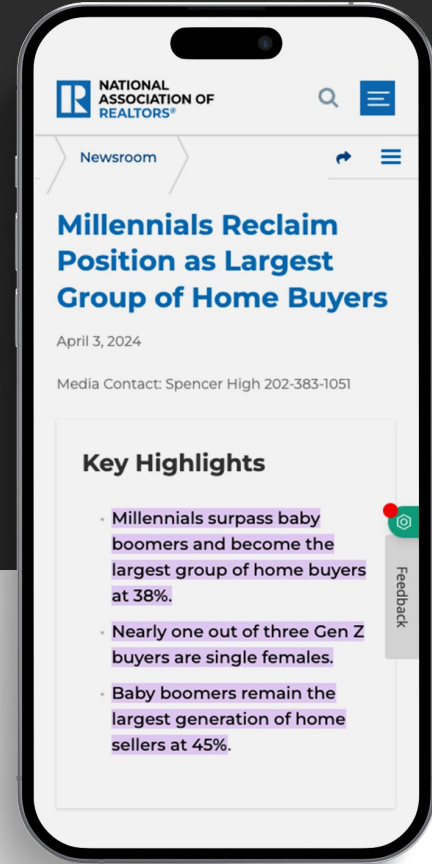 NATIONAL
ASSOCIATION OF
REALTORS®
Newsroom
Millennials Reclaim
Position as Largest
Group of Home Buyers
April 3, 2024
Media Contact: Spencer High 202-383-1051
Key Highlights
· Millennials surpass baby
boomers and become the
largest group of home buyers
at 38%.
· Nearly one out of three Gen Z
buyers are single females.
· Baby boomers remain the
largest generation of home
sellers at 45%.
Feedback